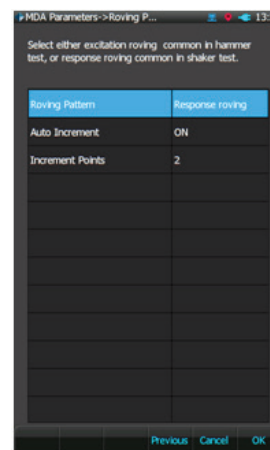 MDA Parameters->Roving P... 13:
Select either excitation roving common in hammer
test, or response roving common in shaker test.
Roving Pattern Response roving
Auto Increment ON
Increment Points 2
Previous Cancel OK